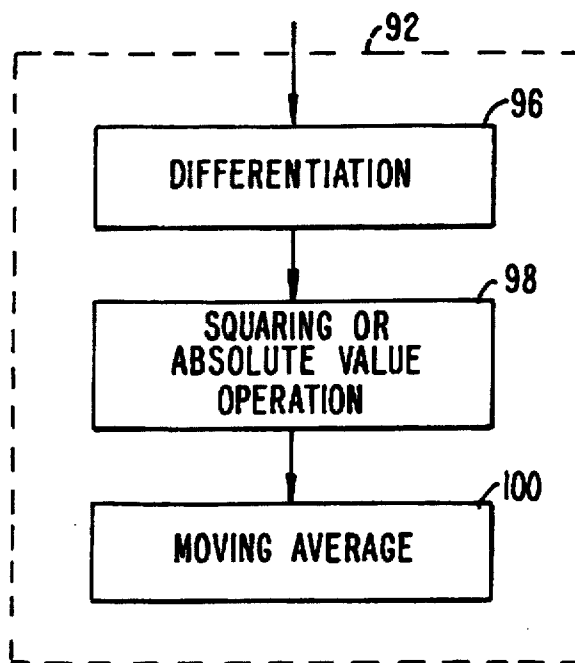 92
96
DIFFERENTIATION
98
SQUARING OR
ABSOLUTE VALUE
OPERATION
100
MOVING AVERAGE